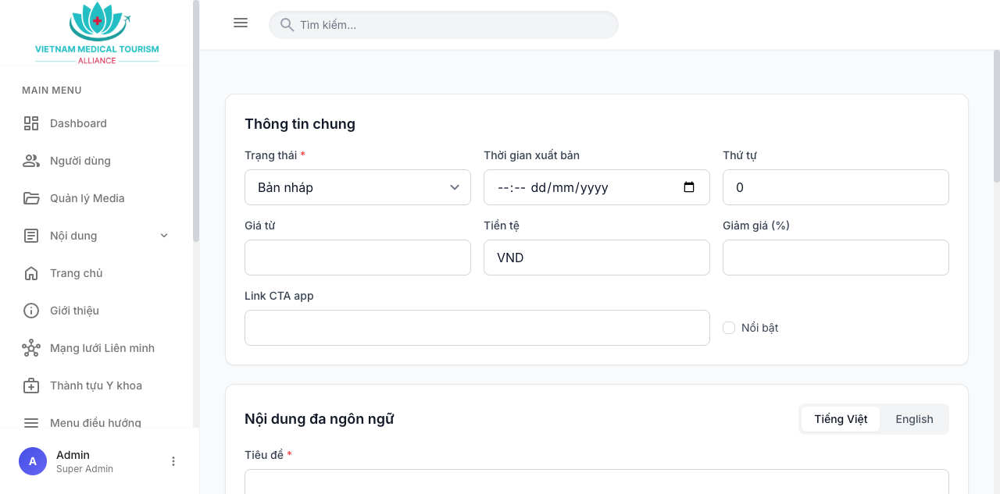 VIETNAM MEDICAL TOURISM
ALLIANCE
Tìm kiếm...
MAIN MENU
Dashboard
Người dùng
Quản lý Media
Nội dung
Trang chủ
Giới thiệu
Mạng lưới Liên minh
Thành tựu Y khoa
Menu điều hướng
A
Admin
Super Admin
Thông tin chung
Trạng thái *
Thời gian xuất bản
Thứ tự
Bản nháp
--:-- dd/mm/yyyy
0
Giá từ
Tiền tệ
Giảm giá (%)
VND
Link CTA app
Nổi bật
Nội dung đa ngôn ngữ
Tiếng Việt
English
Tiêu đề *